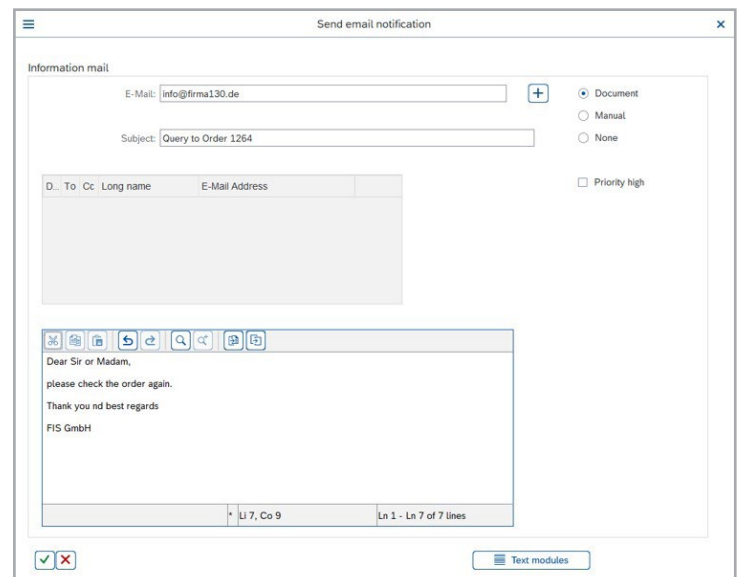 Send email notification
Information mail
E-Mail: info@firma130.de
Document
Manual
Subject: Query to Order 1264
None
D... To Cc Long name E-Mail Address
Priority high
Dear Sir or Madam,
please check the order again.
Thank you nd best regards
FIS GmbH
* Li 7, Co 9 Ln 1 - Ln 7 of 7 lines
Text modules